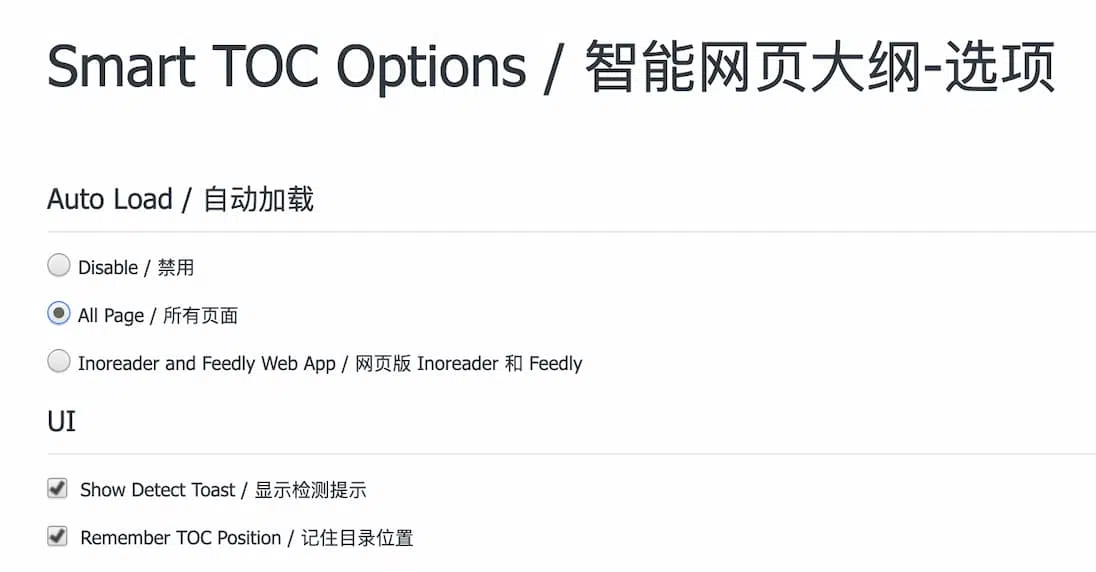 Smart TOC Options / 智能网页大纲-选项
Auto Load / 自动加载
Disable / 禁用
All Page / 所有页面
Inoreader and Feedly Web App / 网页版 Inoreader 和 Feedly
UI
Show Detect Toast / 显示检测提示
Remember TOC Position / 记住目录位置